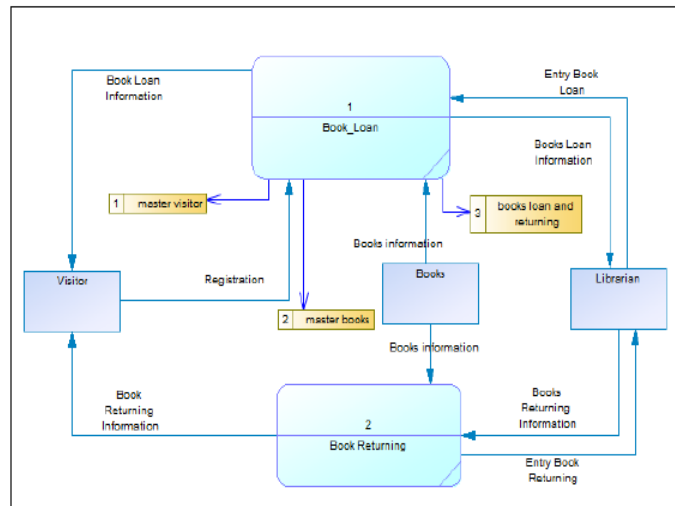 Book Loan
Information
1
Book_Loan
Entry Book
Loan
Books Loan
Information
1 master visitor
3 books loan and
returning
Books information
Visitor
Registration
Books
Librarian
2 master books
Books information
Book
Returning
Information
2
Book Returning
Books
Returning
Information
Entry Book
Returning